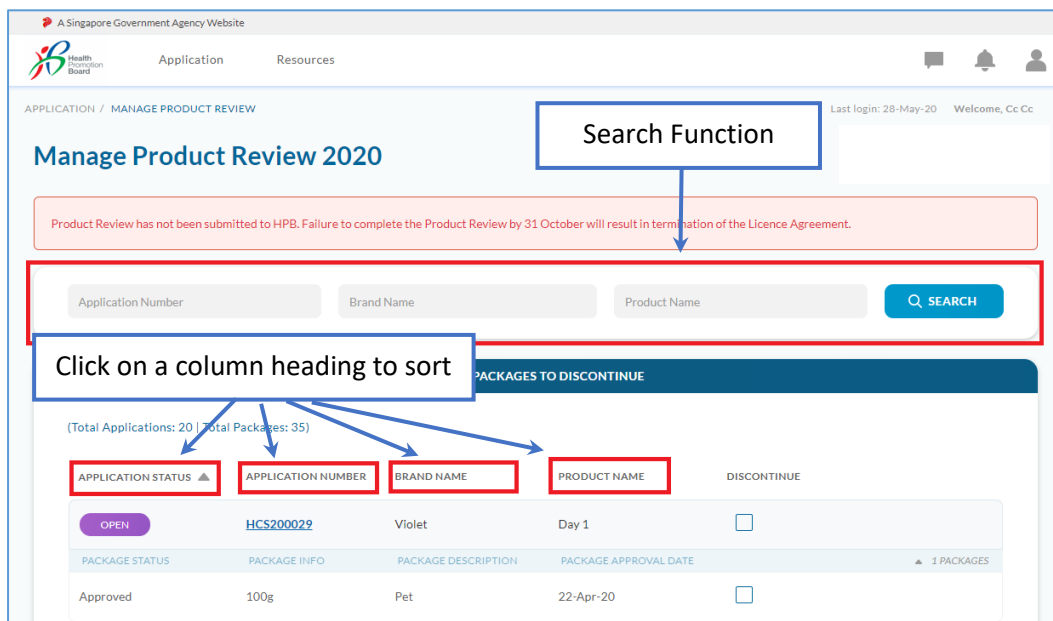 A Singapore Government Agency Website
Health
Promotion
Board
Application Resources
APPLICATION / MANAGE PRODUCT REVIEW
Last login: 28-May-20 Welcome, Cc Cc
Search Function
Manage Product Review 2020
Product Review has not been submitted to HPB. Failure to complete the Product Review by 31 October will result in termination of the Licence Agreement.
Application Number Brand Name Product Name SEARCH
Click on a column heading to sort
PACKAGES TO DISCONTINUE
(Total Applications: 20 | Total Packages: 35)
APPLICATION STATUS APPLICATION NUMBER BRAND NAME PRODUCT NAME DISCONTINUE
OPEN HCS200029 Violet Day 1
PACKAGE STATUS PACKAGE INFO PACKAGE DESCRIPTION PACKAGE APPROVAL DATE 1 PACKAGES
Approved 100g Pet 22-Apr-20